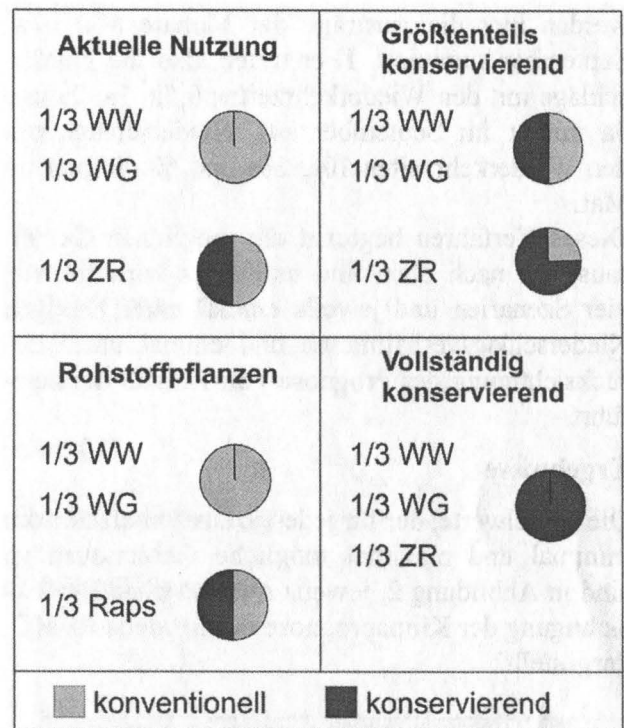 Aktuelle Nutzung
1/3 WW
1/3 WG
1/3 ZR
Größtenteils
konservierend
1/3 WW
1/3 WG
1/3 ZR
Rohstoffpflanzen
1/3 WW
1/3 WG
1/3 Raps
Vollständig
konservierend
1/3 WW
1/3 WG
1/3 ZR
konventionell
konservierend